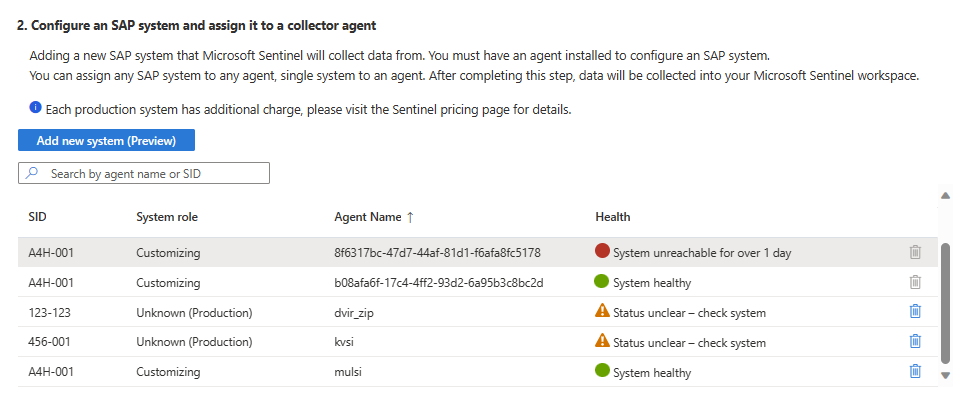 2. Configure an SAP system and assign it to a collector agent
Adding a new SAP system that Microsoft Sentinel will collect data from. You must have an agent installed to configure an SAP system.
You can assign any SAP system to any agent, single system to an agent. After completing this step, data will be collected into your Microsoft Sentinel workspace.
Each production system has additional charge, please visit the Sentinel pricing page for details.
Add new system (Preview)
Search by agent name or SID
SID System role Agent Name ↑ Health
A4H-001 Customizing 8f6317bc-47d7-44af-81d1-f6afa8fc5178 System unreachable for over 1 day
A4H-001 Customizing b08afa6f-17c4-4ff2-93d2-6a95b3c8bc2d System healthy
123-123 Unknown (Production) dvir_zip Status unclear – check system
456-001 Unknown (Production) kvsi Status unclear – check system
A4H-001 Customizing mulsi System healthy